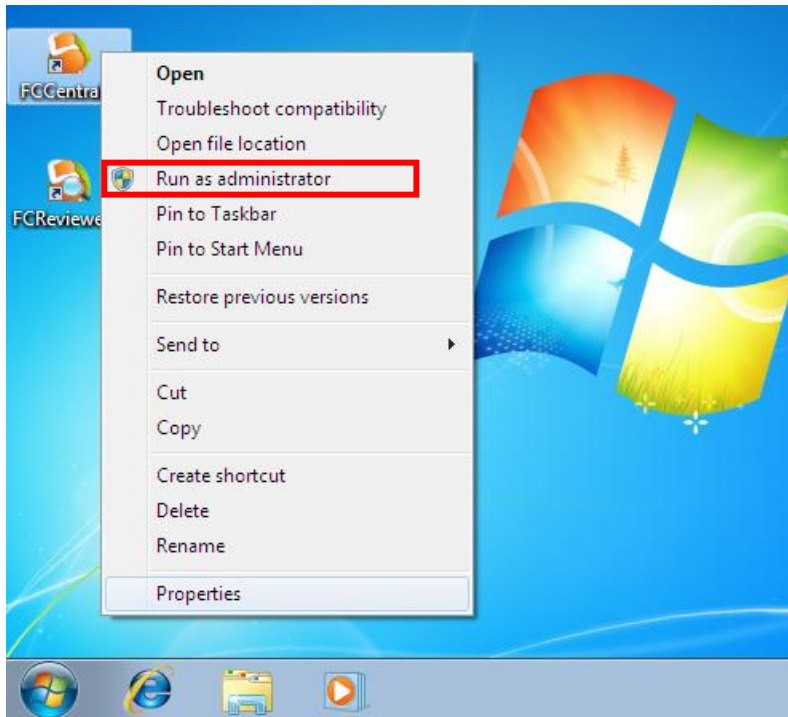 FCCentra
FCReviewe
Open
Troubleshoot compatibility
Open file location
Run as administrator
Pin to Taskbar
Pin to Start Menu
Restore previous versions
Send to
Cut
Copy
Create shortcut
Delete
Rename
Properties